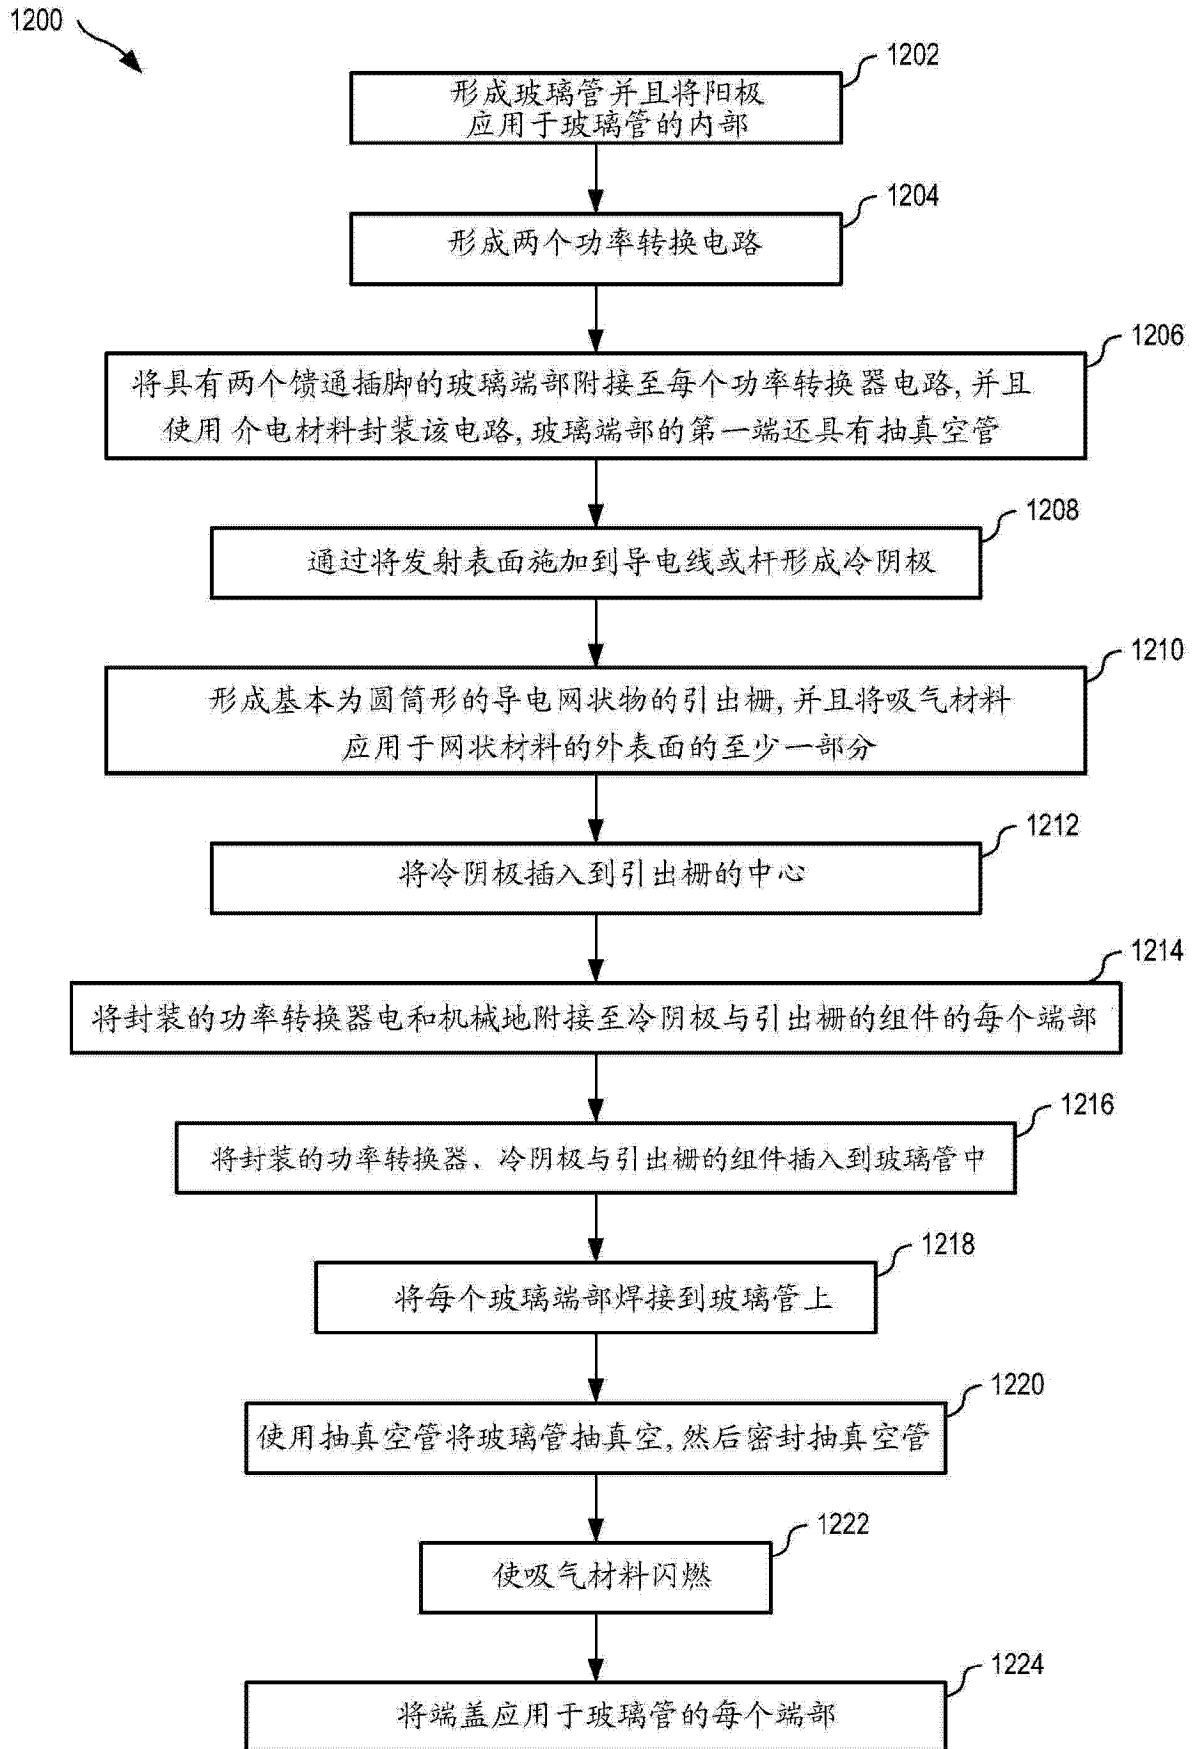 1200
1202
形成玻璃管并且将阳极
应用于玻璃管的内部
1204
形成两个功率转换电路
1206
将具有两个馈通插脚的玻璃端部附接至每个功率转换器电路,并且
使用介电材料封装该电路,玻璃端部的第一端还具有抽真空管
1208
通过将发射表面施加到导电线或杆形成冷阴极
1210
形成基本为圆筒形的导电网状物的引出栅,并且将吸气材料
应用于网状材料的外表面的至少一部分
1212
将冷阴极插入到引出栅的中心
1214
将封装的功率转换器电和机械地附接至冷阴极与引出栅的组件的每个端部
1216
将封装的功率转换器、冷阴极与引出栅的组件插入到玻璃管中
1218
将每个玻璃端部焊接到玻璃管上
1220
使用抽真空管将玻璃管抽真空,然后密封抽真空管
1222
使吸气材料闪燃
1224
将端盖应用于玻璃管的每个端部